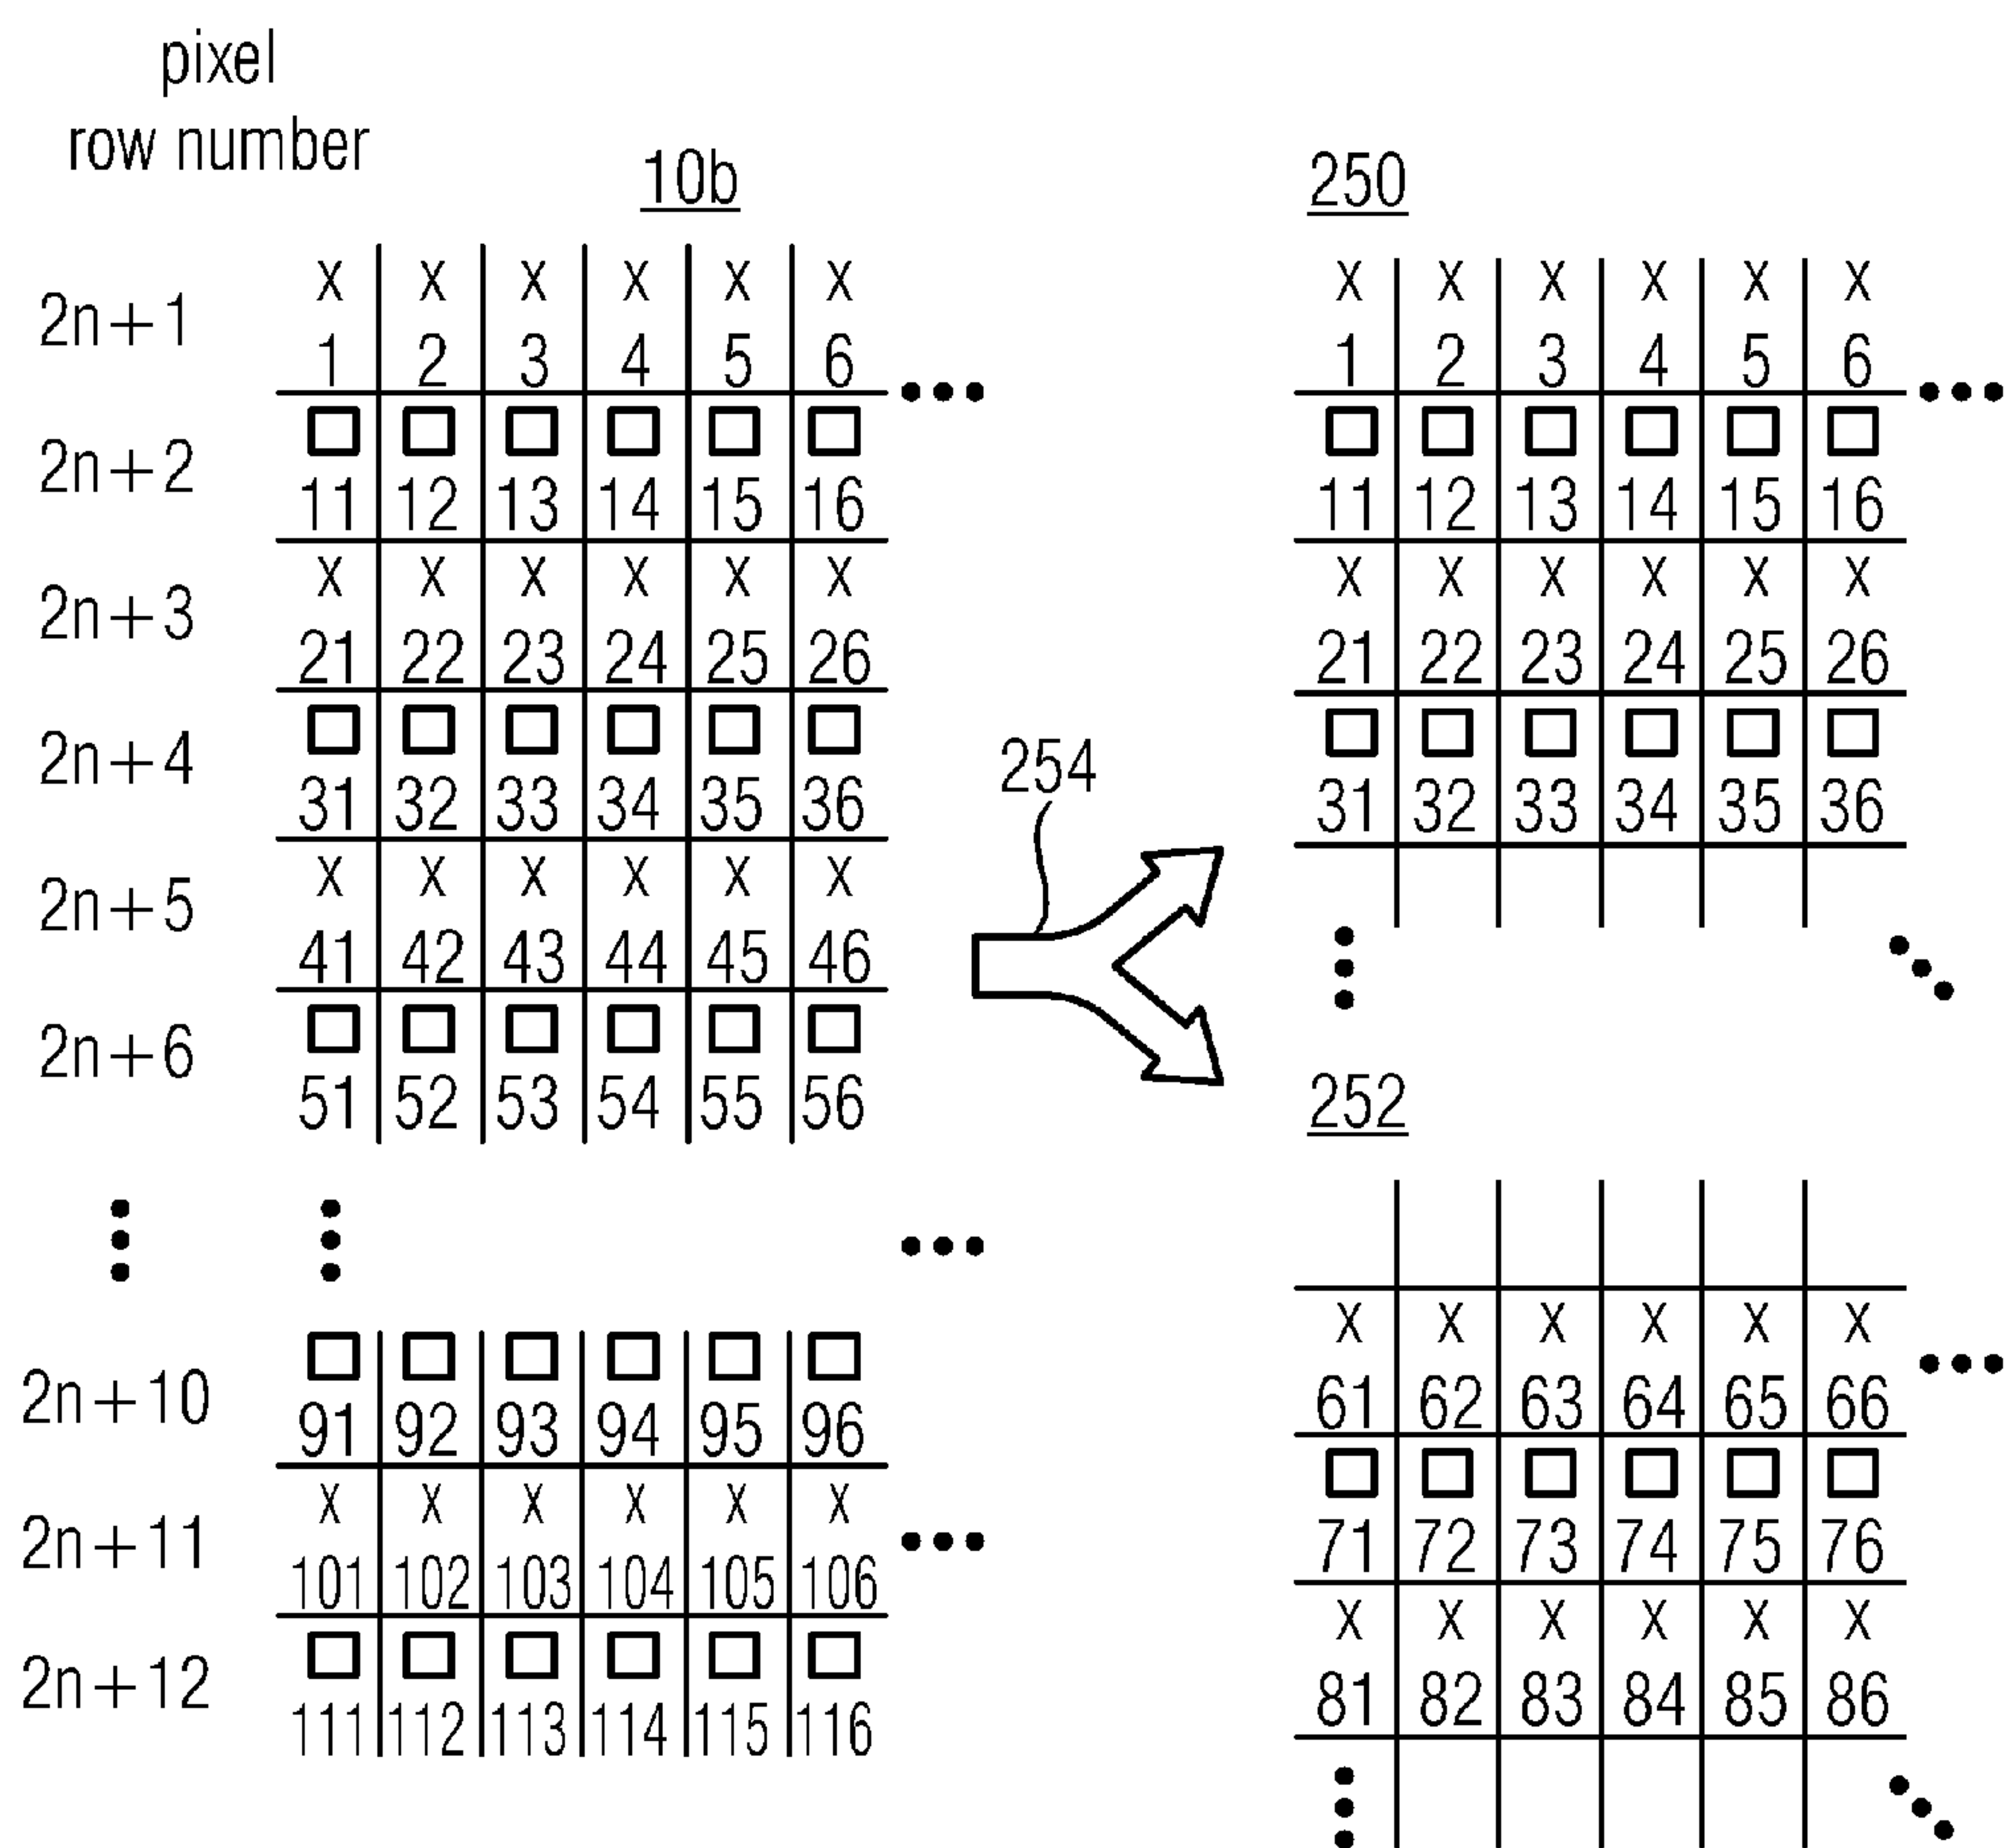 pixel
row number
10b
2n+1 x x x x x x
1 2 3 4 5 6
2n+2
11 12 13 14 15 16
2n+3 x x x x x x
21 22 23 24 25 26
2n+4
31 32 33 34 35 36
2n+5 x x x x x x
41 42 43 44 45 46
2n+6
51 52 53 54 55 56
2n+10
91 92 93 94 95 96
2n+11 x x x x x x
101 102 103 104 105 106
2n+12
111 112 113 114 115 116
254
250
x x x x x x
1 2 3 4 5 6
11 12 13 14 15 16
x x x x x x
21 22 23 24 25 26
31 32 33 34 35 36
252
x x x x x x
61 62 63 64 65 66
71 72 73 74 75 76
x x x x x x
81 82 83 84 85 86